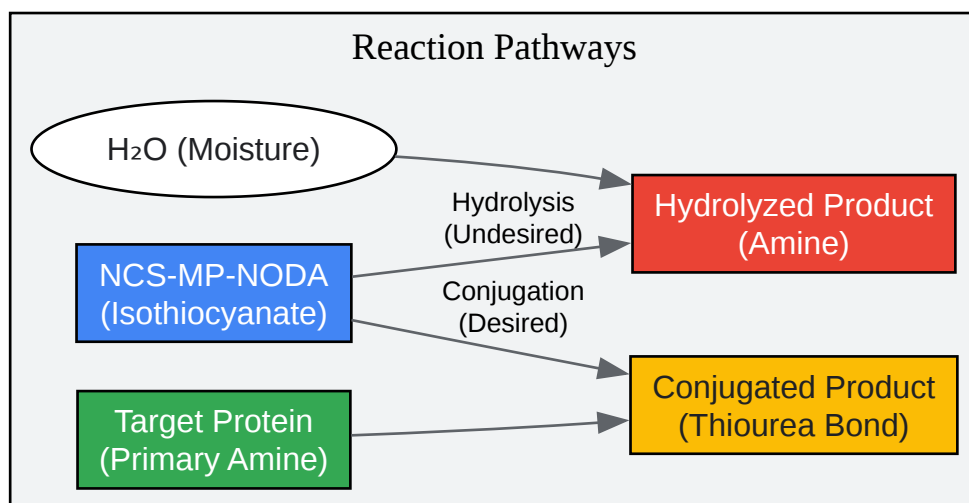 Reaction Pathways
H₂O (Moisture)
Hydrolysis
(Undesired)
Hydrolyzed Product
(Amine)
NCS-MP-NODA
(Isothiocyanate)
Conjugation
(Desired)
Conjugated Product
(Thiourea Bond)
Target Protein
(Primary Amine)